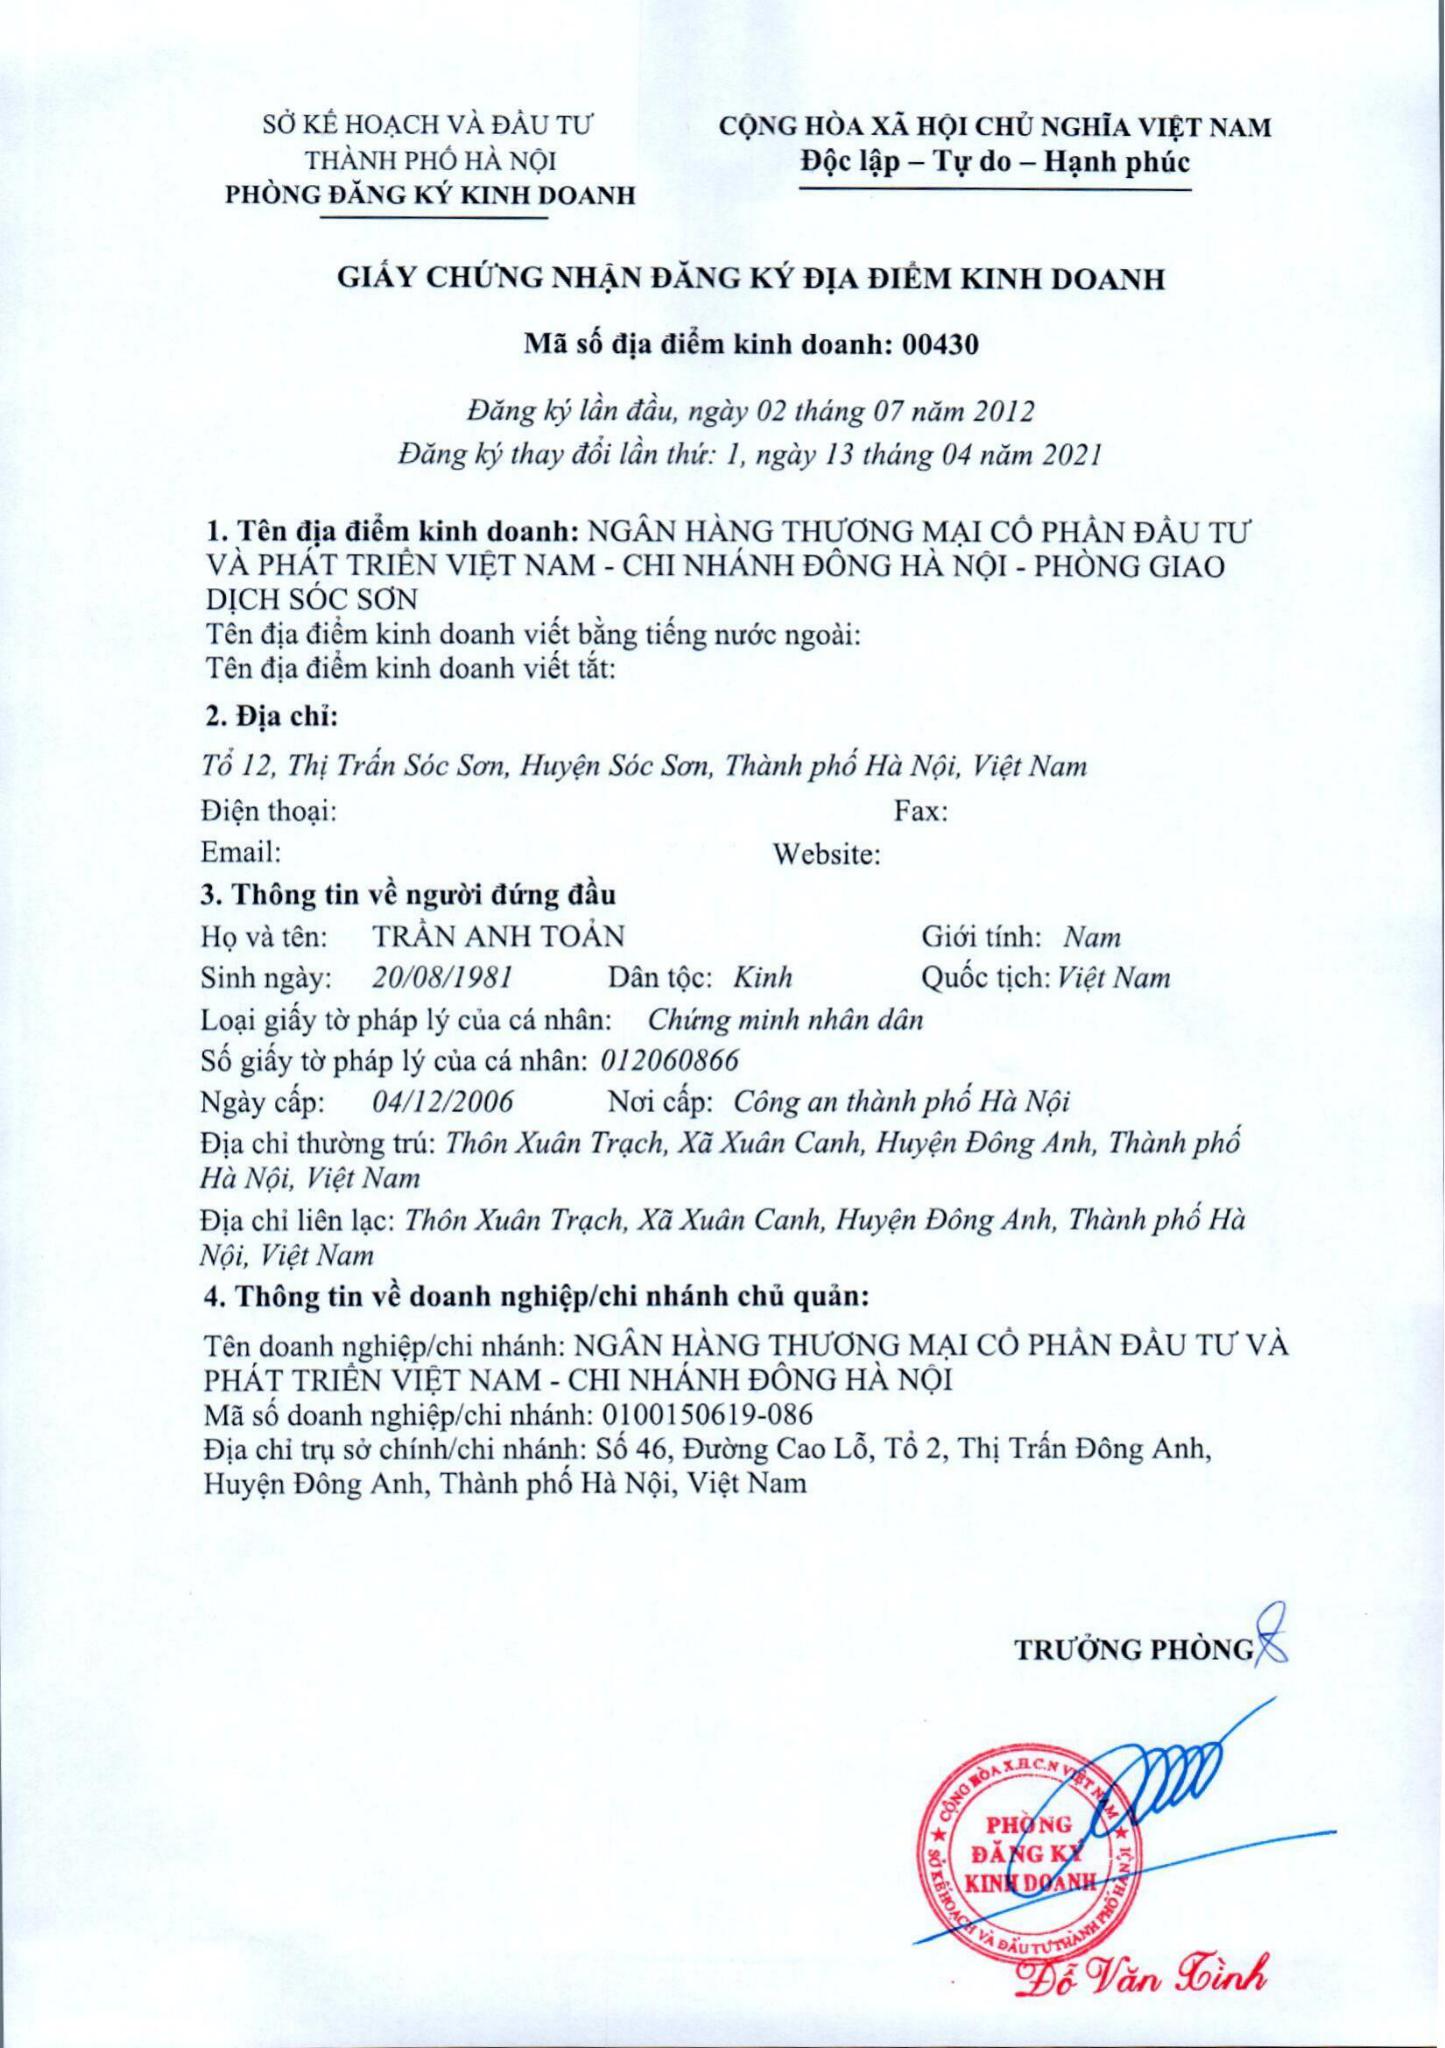 SỞ KẾ HOẠCH VÀ ĐẦU TƯ
THÀNH PHỐ HÀ NỘI
PHÒNG ĐĂNG KÝ KINH DOANH
CỘNG HÒA XÃ HỘI CHỦ NGHĨA VIỆT NAM
Độc lập – Tự do – Hạnh phúc
GIẤY CHỨNG NHẬN ĐĂNG KÝ ĐỊA ĐIỂM KINH DOANH
Mã số địa điểm kinh doanh: 00430
Đăng ký lần đầu, ngày 02 tháng 07 năm 2012
Đăng ký thay đổi lần thứ: 1, ngày 13 tháng 04 năm 2021
1. Tên địa điểm kinh doanh: NGÂN HÀNG THƯƠNG MẠI CỔ PHẦN ĐẦU TƯ
VÀ PHÁT TRIỂN VIỆT NAM - CHI NHÁNH ĐÔNG HÀ NỘI - PHÒNG GIAO
DỊCH SÓC SƠN
Tên địa điểm kinh doanh viết bằng tiếng nước ngoài:
Tên địa điểm kinh doanh viết tắt:
2. Địa chỉ:
Tổ 12, Thị Trấn Sóc Sơn, Huyện Sóc Sơn, Thành phố Hà Nội, Việt Nam
Điện thoại: Fax:
Email: Website:
3. Thông tin về người đứng đầu
Họ và tên: TRẦN ANH TOẢN Giới tính: Nam
Sinh ngày: 20/08/1981 Dân tộc: Kinh Quốc tịch: Việt Nam
Loại giấy tờ pháp lý của cá nhân: Chứng minh nhân dân
Số giấy tờ pháp lý của cá nhân: 012060866
Ngày cấp: 04/12/2006 Nơi cấp: Công an thành phố Hà Nội
Địa chỉ thường trú: Thôn Xuân Trạch, Xã Xuân Canh, Huyện Đông Anh, Thành phố
Hà Nội, Việt Nam
Địa chỉ liên lạc: Thôn Xuân Trạch, Xã Xuân Canh, Huyện Đông Anh, Thành phố Hà
Nội, Việt Nam
4. Thông tin về doanh nghiệp/chi nhánh chủ quản:
Tên doanh nghiệp/chi nhánh: NGÂN HÀNG THƯƠNG MẠI CỔ PHẦN ĐẦU TƯ VÀ
PHÁT TRIỂN VIỆT NAM - CHI NHÁNH ĐÔNG HÀ NỘI
Mã số doanh nghiệp/chi nhánh: 0100150619-086
Địa chỉ trụ sở chính/chi nhánh: Số 46, Đường Cao Lỗ, Tổ 2, Thị Trấn Đông Anh,
Huyện Đông Anh, Thành phố Hà Nội, Việt Nam
TRƯỞNG PHÒNG
CỘNG HÒA X.H.C.N VIỆT NAM
PHÒNG
ĐĂNG KÝ
KINH DOANH
SỞ KẾ HOẠCH VÀ ĐẦU TƯ THÀNH PHỐ HÀ NỘI
Đỗ Văn Tình